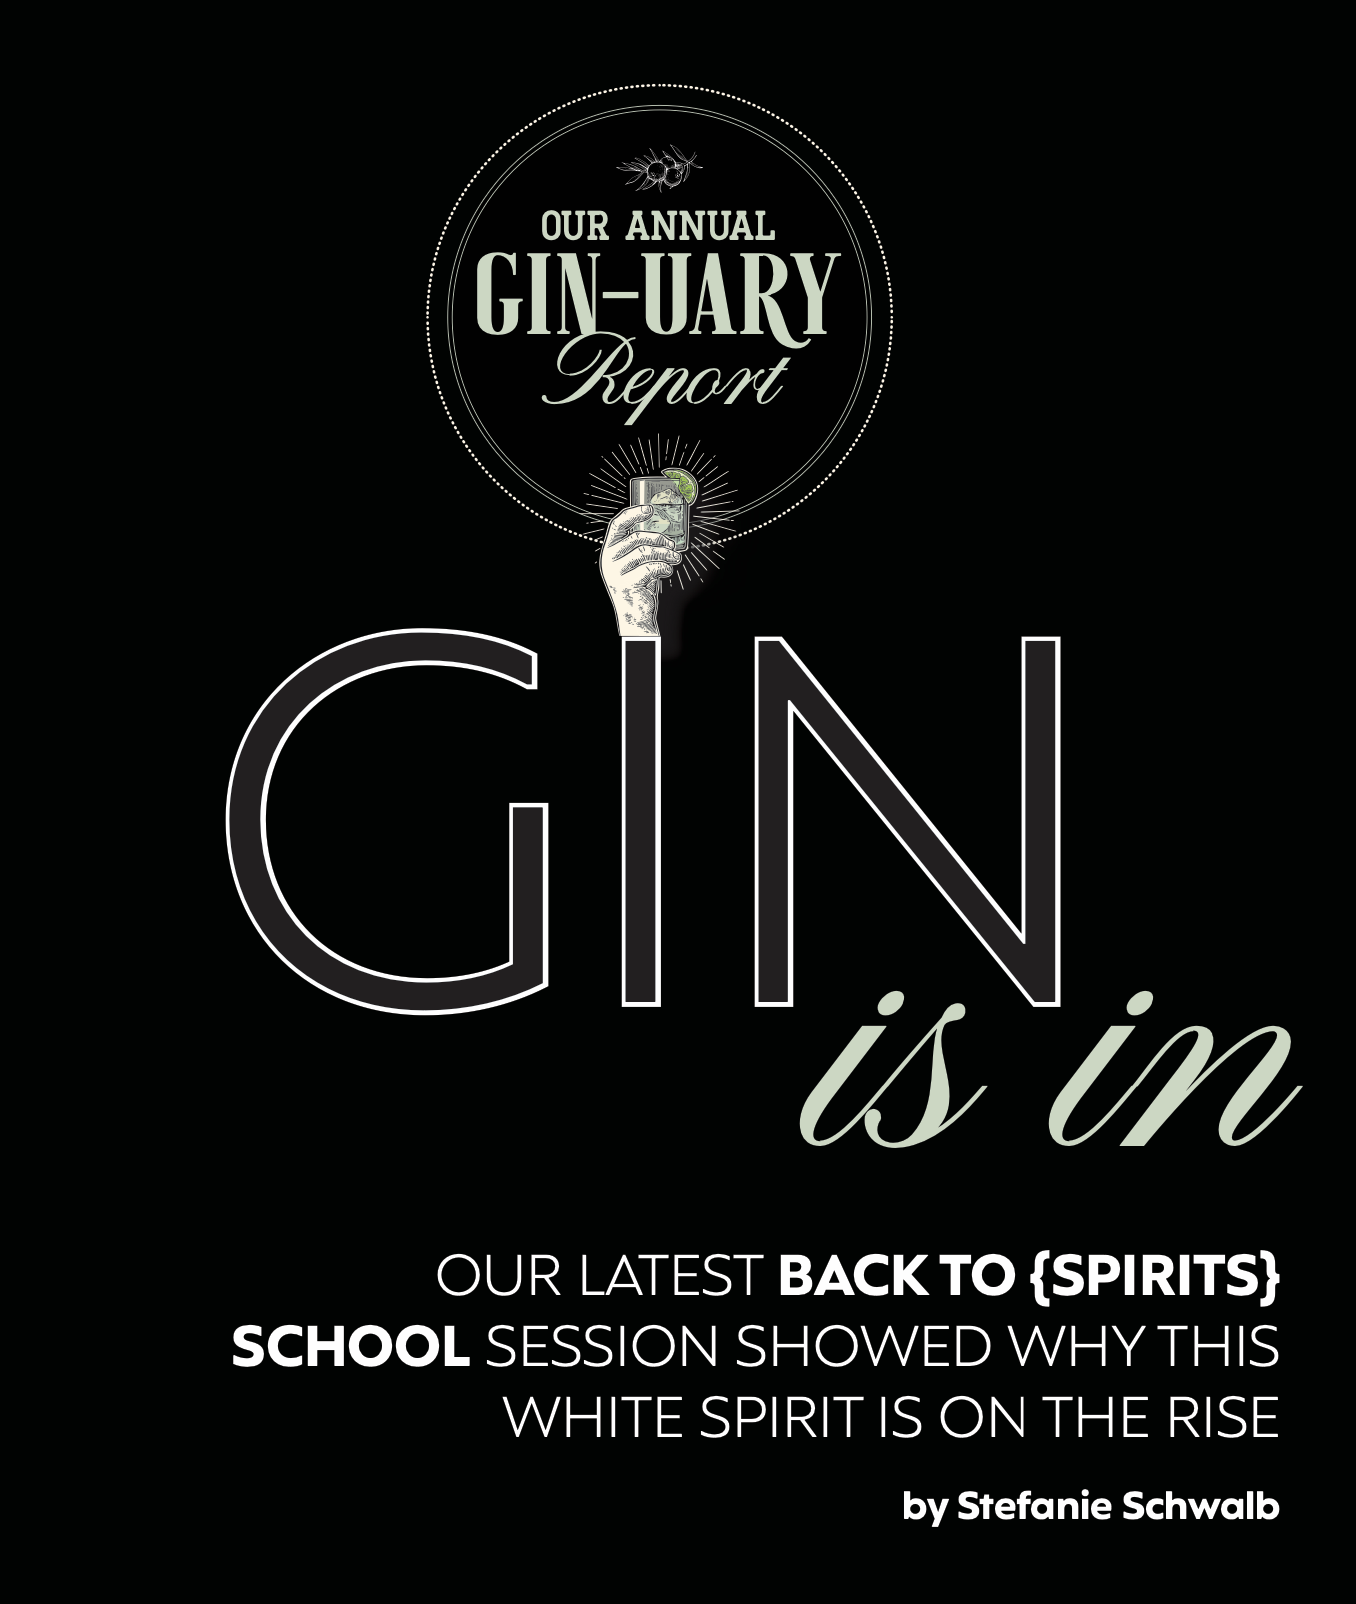 OUR ANNUAL
GIN-UARY
Report
GIN
is in
OUR LATEST BACK TO {SPIRITS}
SCHOOL SESSION SHOWED WHY THIS
WHITE SPIRIT IS ON THE RISE
by Stefanie Schwalb